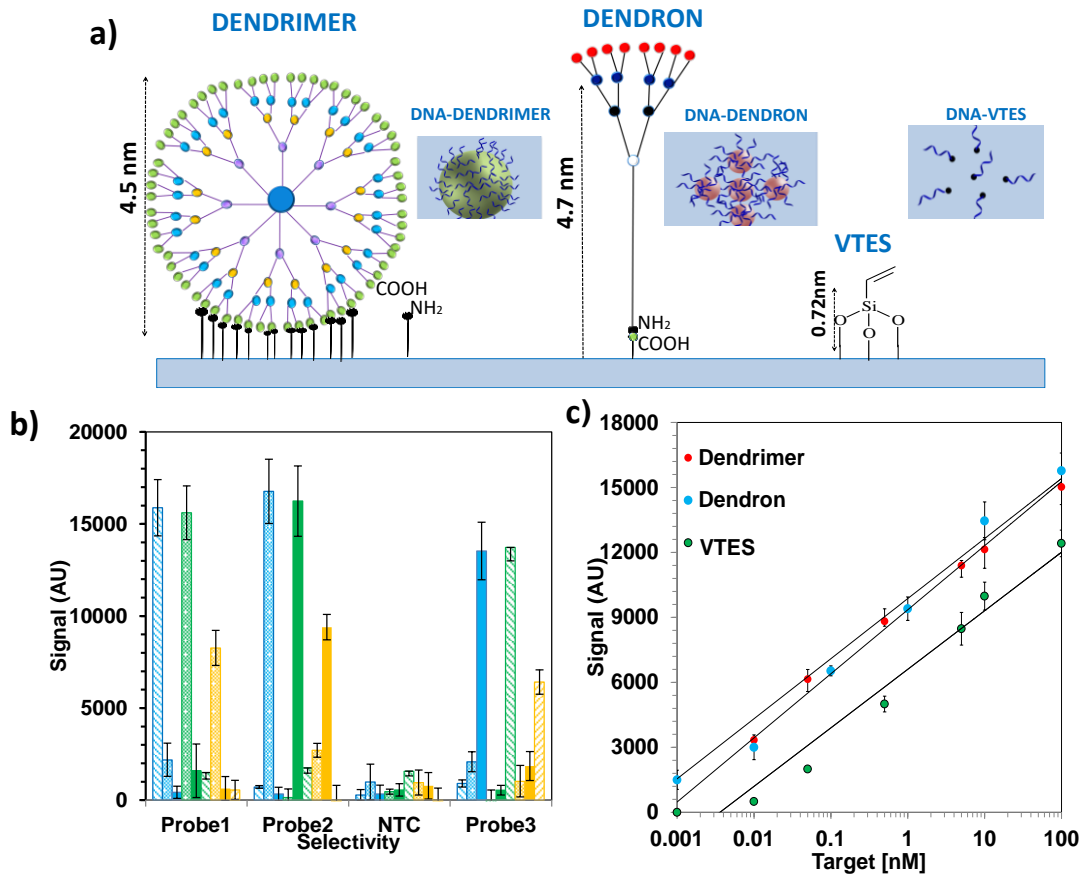 a)
DENDRIMER
DENDRON
4.5 nm
DNA-DENDRIMER
4.7 nm
DNA-DENDRON
DNA-VTES
VTES
COOH
NH2
NH2
COOH
0.72nm
Si
O
O
O
b)
Signal (AU)
20000
15000
10000
5000
0
Probe1
Probe2
NTC
Probe3
Selectivity
c)
Signal (AU)
18000
15000
12000
9000
6000
3000
0
Dendrimer
Dendron
VTES
0.001
0.01
0.1
1
10
100
Target [nM]